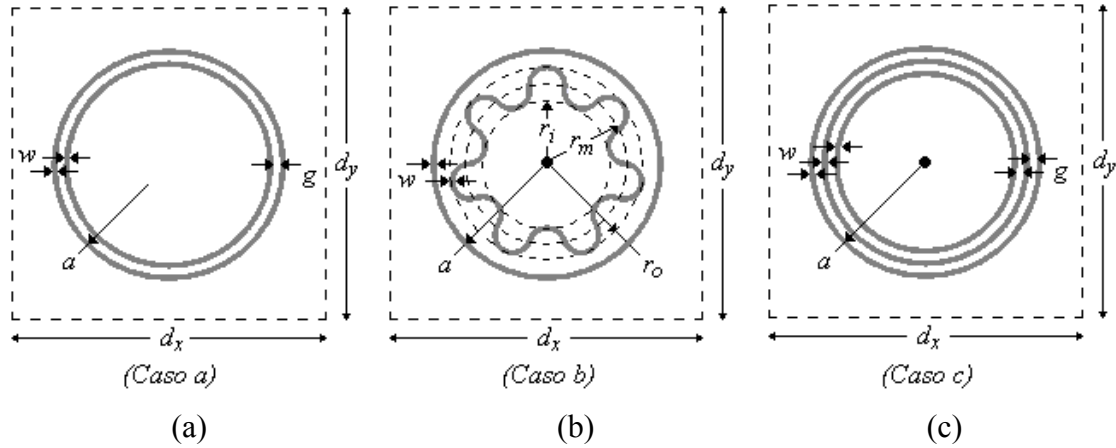 w
g
a
d_y
d_x
(Caso a)
(a)
r_i
r_m
w
a
r_o
d_y
d_x
(Caso b)
(b)
w
g
a
d_y
d_x
(Caso c)
(c)